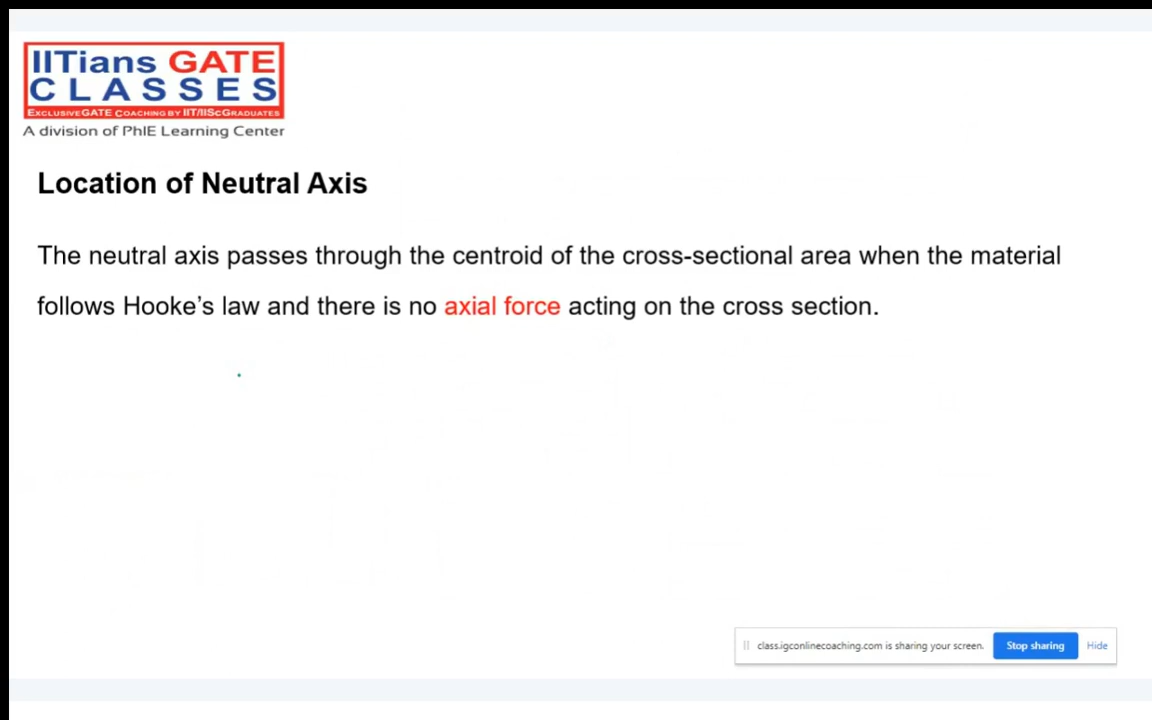 IITians GATE
CLASSES
EXCLUSIVE GATE COACHING BY IIT/IISC GRADUATES
A division of PhIE Learning Center
Location of Neutral Axis
The neutral axis passes through the centroid of the cross-sectional area when the material
follows Hooke’s law and there is no axial force acting on the cross section.
class.igconlinecoaching.com is sharing your screen. Stop sharing Hide